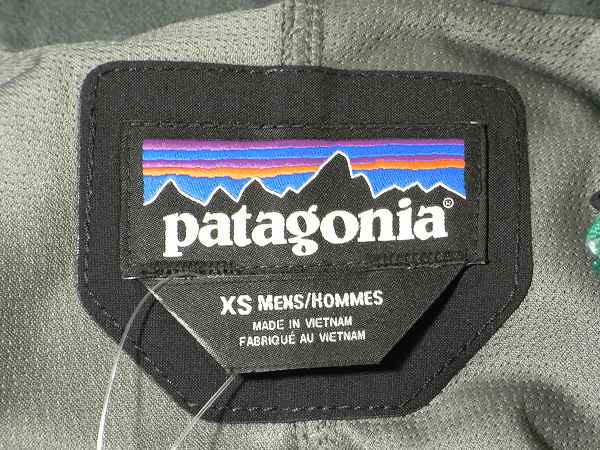 patagonia®
XS MENS/HOMMES
MADE IN VIETNAM
FABRIQUÉ AU VIETNAM